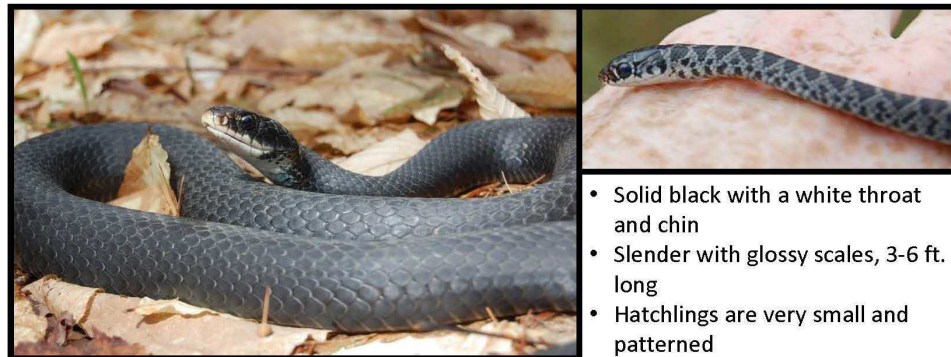 • Solid black with a white throat
and chin
• Slender with glossy scales, 3-6 ft.
long
• Hatchlings are very small and
patterned